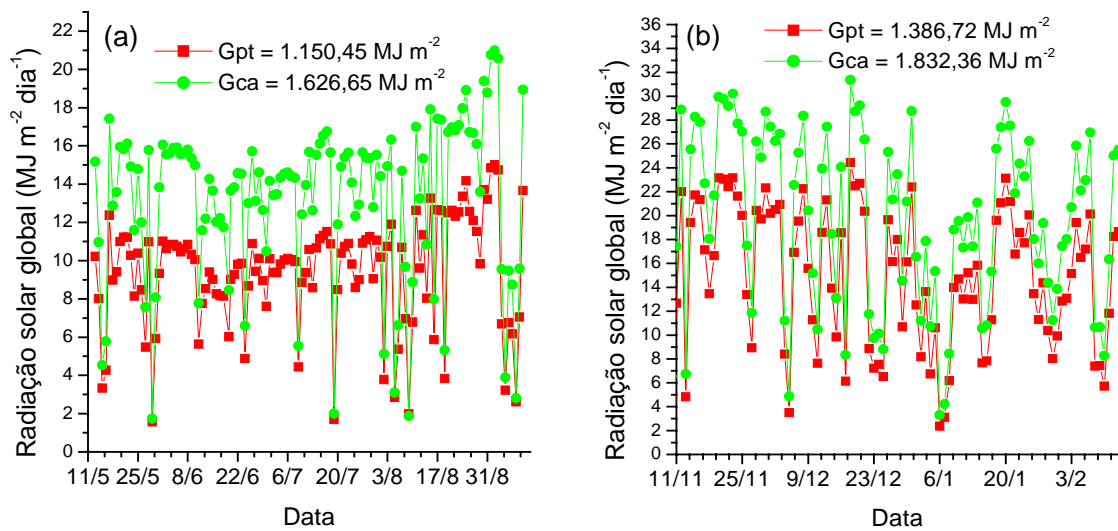 (a)
Gpt = 1.150,45 MJ m-2
Gca = 1.626,65 MJ m-2
Radiação solar global (MJ m-2 dia-1)
22
20
18
16
14
12
10
8
6
4
2
0
11/5 25/5 8/6 22/6 6/7 20/7 3/8 17/8 31/8
Data
(b)
Gpt = 1.386,72 MJ m-2
Gca = 1.832,36 MJ m-2
Radiação solar global (MJ m-2 dia-1)
36
34
32
30
28
26
24
22
20
18
16
14
12
10
8
6
4
2
0
11/11 25/11 9/12 23/12 6/1 20/1 3/2
Data